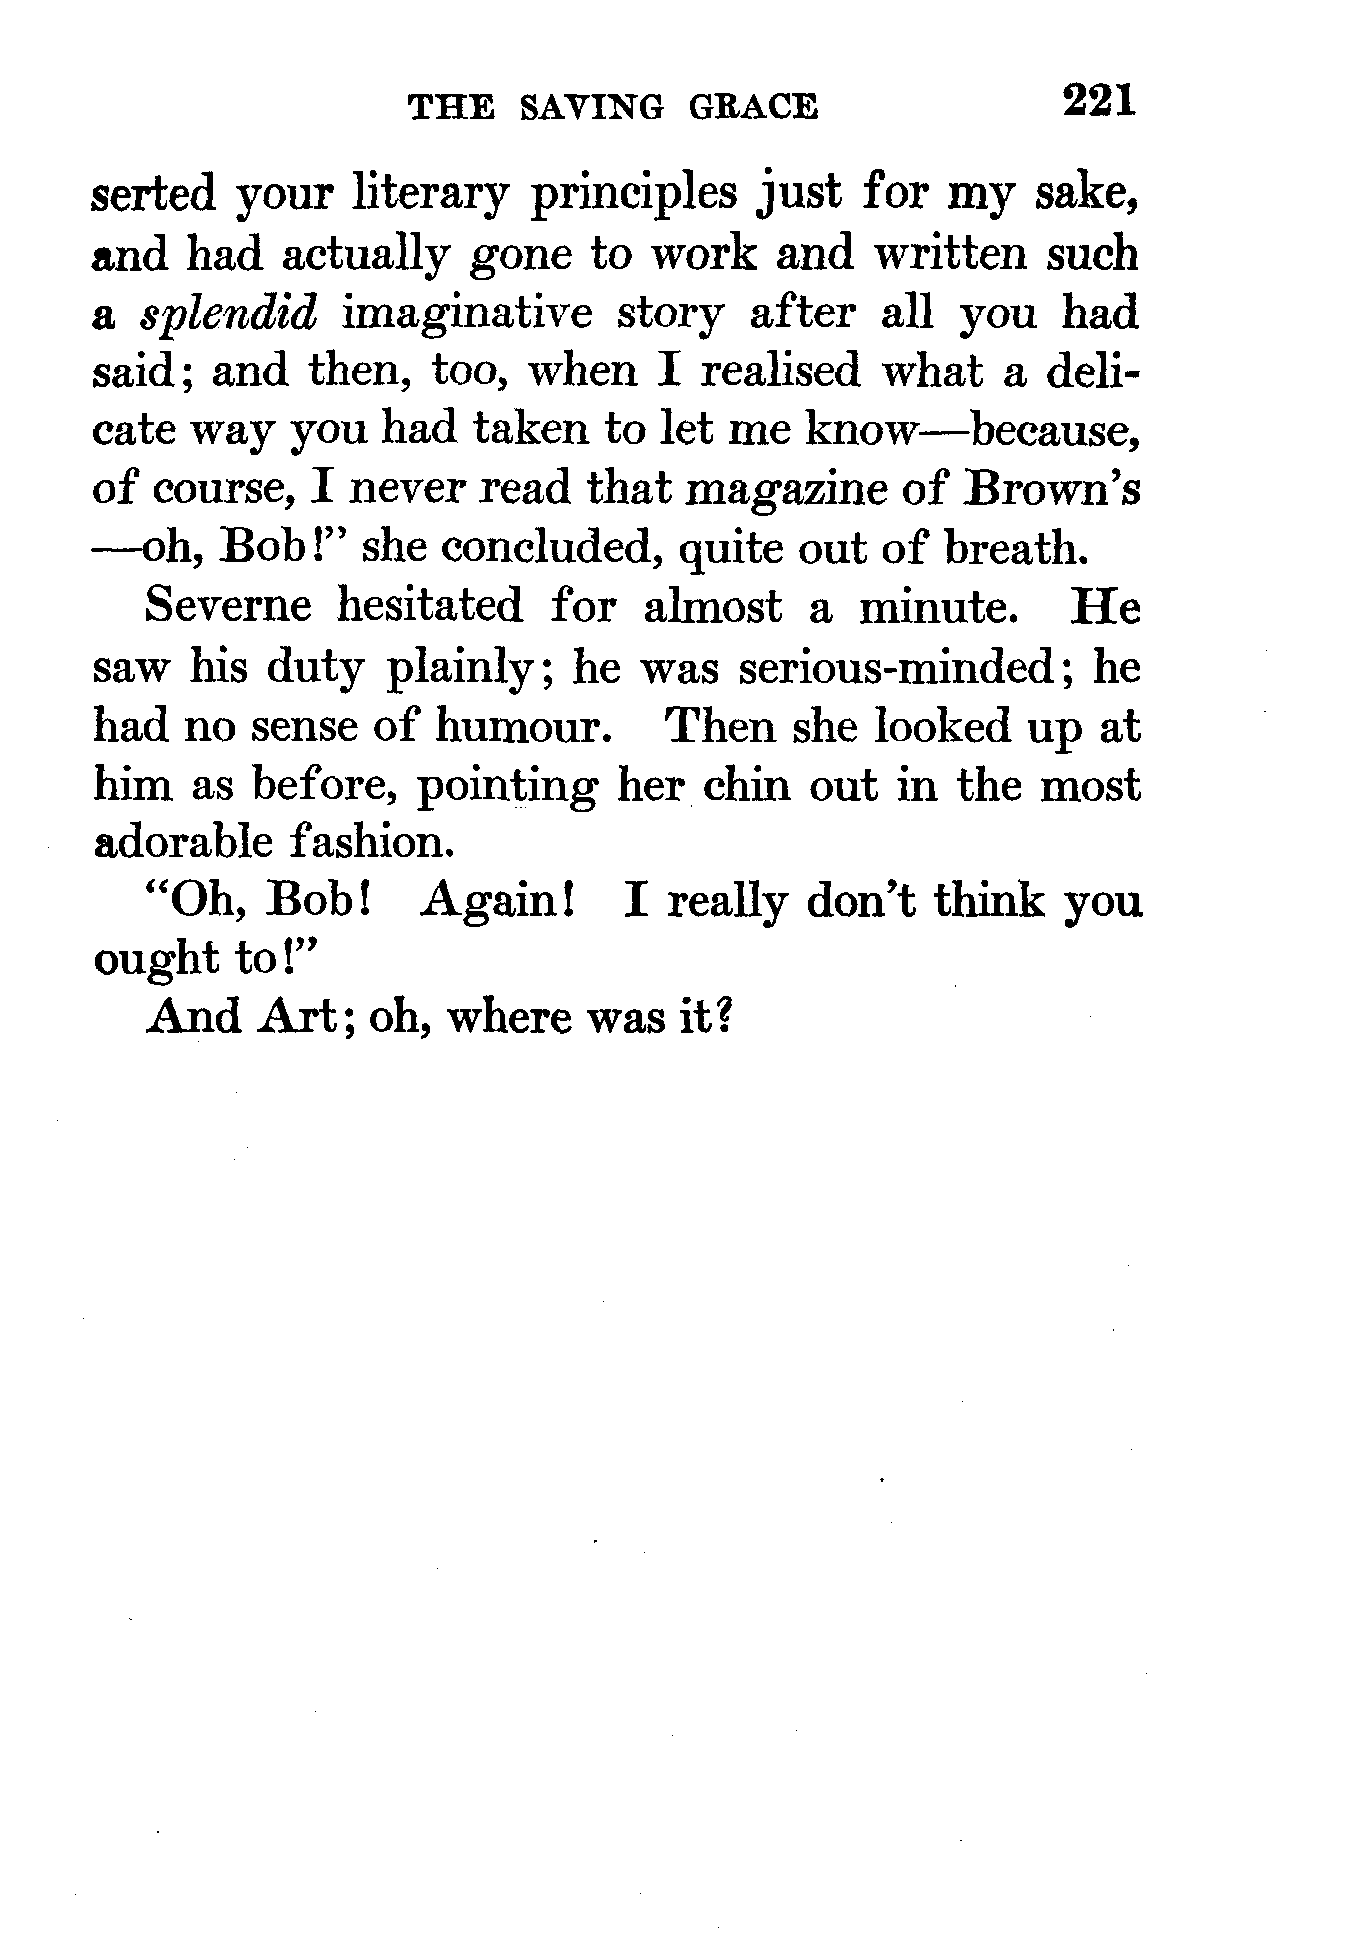 THE SAVING GRACE 221
serted your literary principles just for my sake,
and had actually gone to work and written such
a splendid imaginative story after all you had
said; and then, too, when I realised what a deli-
cate way you had taken to let me know—because,
of course, I never read that magazine of Brown's
—oh, Bob!” she concluded, quite out of breath.
Severne hesitated for almost a minute. He
saw his duty plainly; he was serious-minded; he
had no sense of humour. Then she looked up at
him as before, pointing her chin out in the most
adorable fashion.
“Oh, Bob! Again! I really don't think you
ought to!”
And Art; oh, where was it?